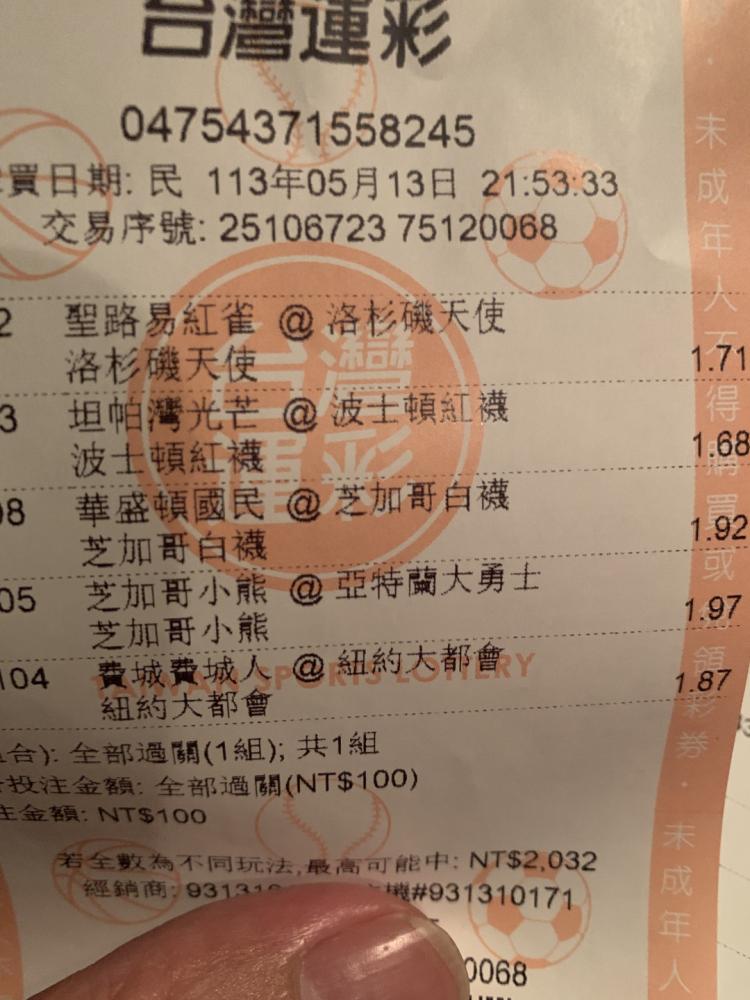 台灣運彩
04754371558245
買日期: 民 113年05月13日 21:53:33
交易序號: 25106723 75120068
2 聖路易紅雀 @ 洛杉磯天使
洛杉磯天使 1.71
3 坦帕灣光芒 @ 波士頓紅襪
波士頓紅襪 1.68
08 華盛頓國民 @ 芝加哥白襪
芝加哥白襪 1.92
05 芝加哥小熊 @ 亞特蘭大勇士
芝加哥小熊 1.97
104 費城費城人 @ 紐約大都會
紐約大都會 1.87
台灣運彩
TAIWAN SPORTS LOTTERY
台): 全部過關(1組); 共1組
投注金額: 全部過關(NT$100)
注金額: NT$100
若全數為不同玩法,最高可能中: NT$2,032
經銷商: 93131 機#931310171
0068
未成年人不得購買或領彩券・未成年人